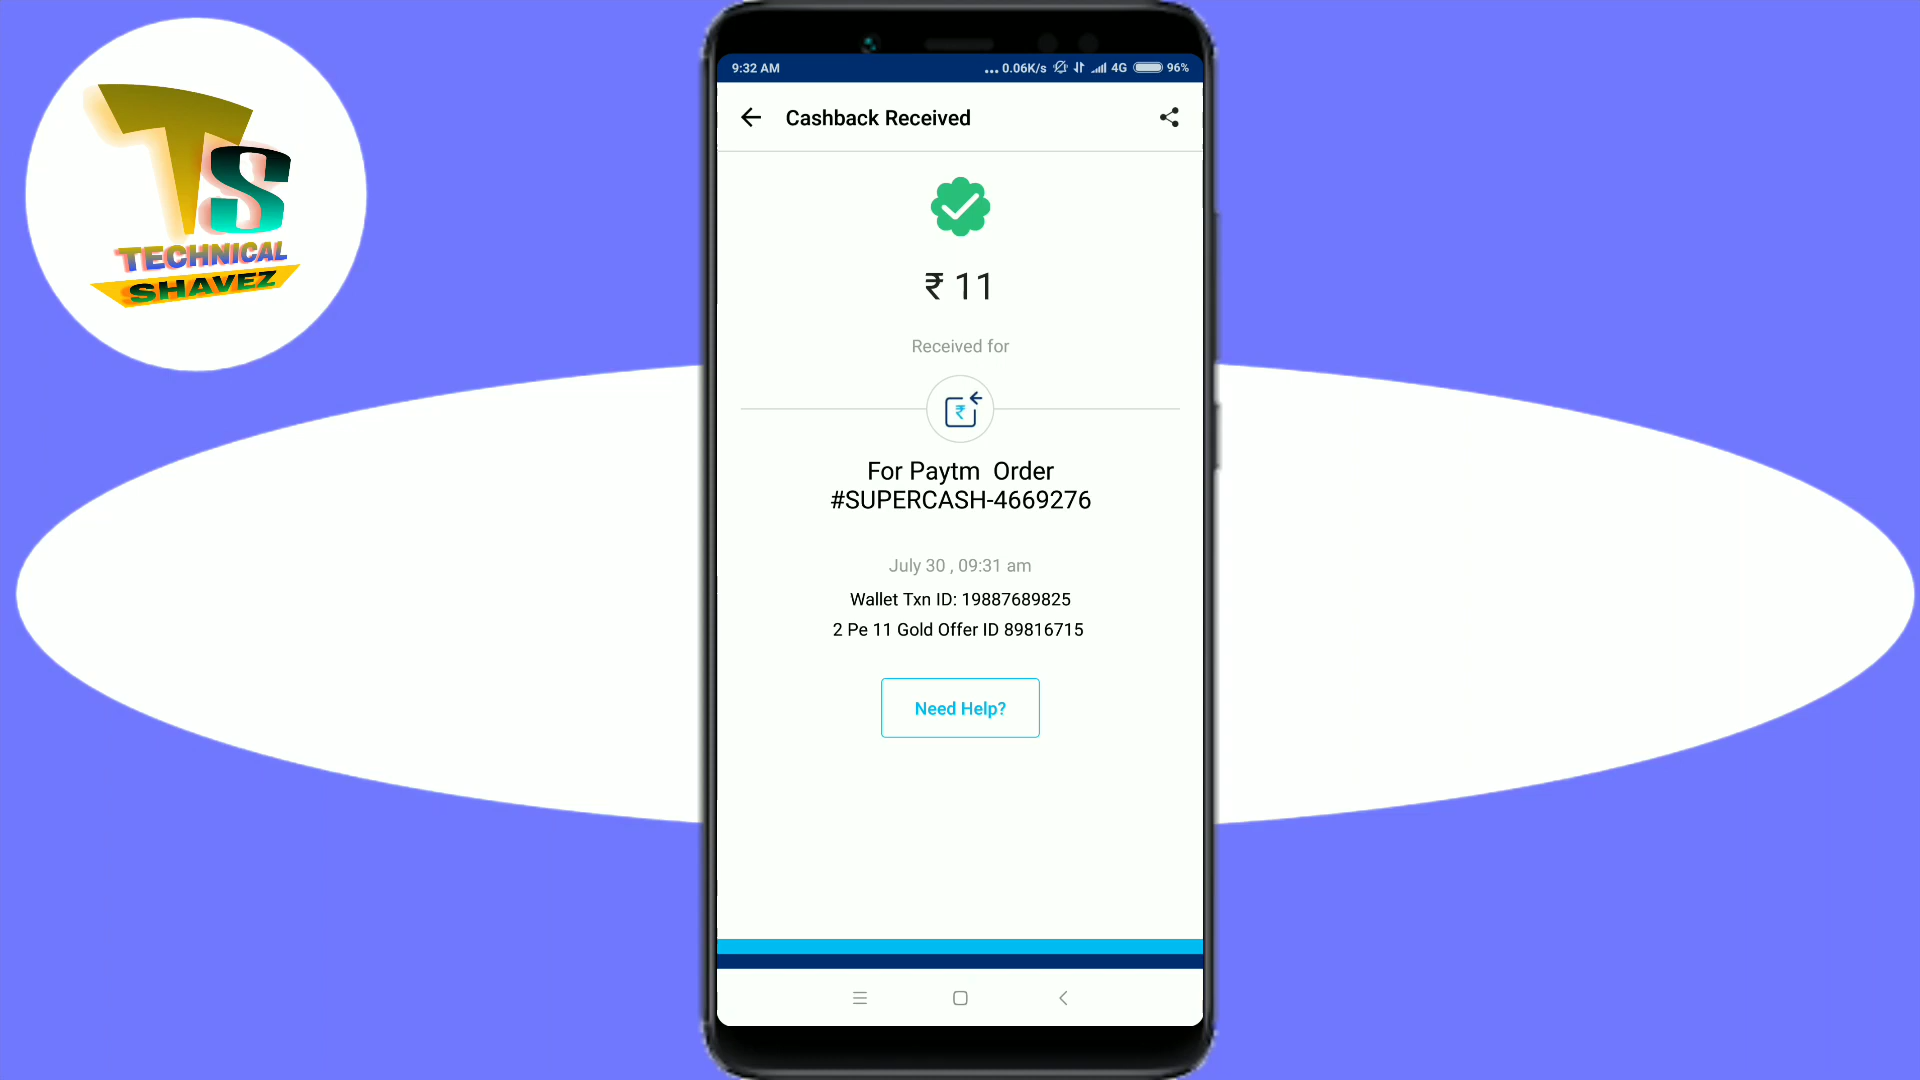 TS
TECHNICAL
SHAVEZ
9:32 AM
... 0.06K/s 4G 96%
Cashback Received
₹ 11
Received for
₹
For Paytm Order
#SUPERCASH-4669276
July 30 , 09:31 am
Wallet Txn ID: 19887689825
2 Pe 11 Gold Offer ID 89816715
Need Help?